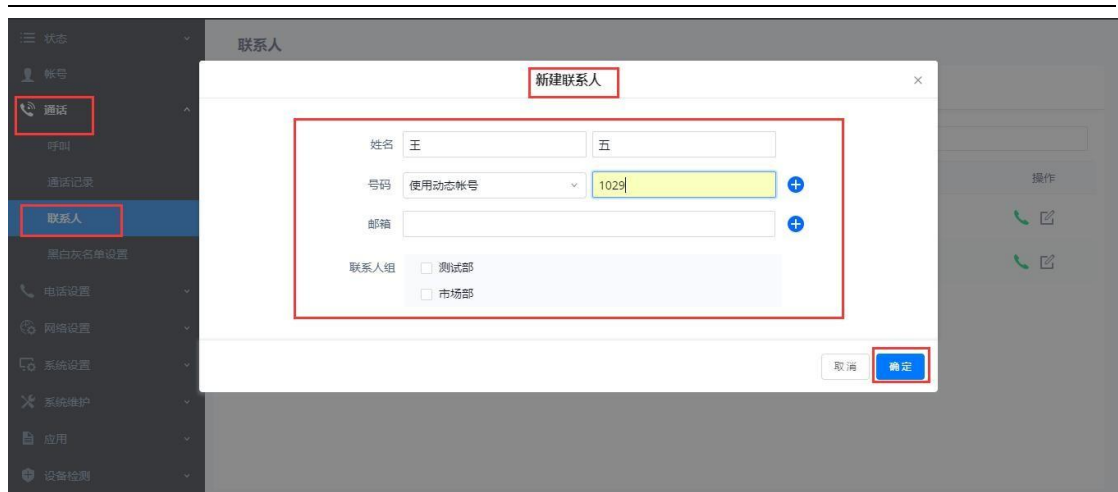 状态
帐号
通话
呼叫
通话记录
联系人
黑白灰名单设置
电话设置
网络设置
系统设置
系统维护
应用
设备检测
联系人
操作
新建联系人
姓名 王 五
号码 使用动态帐号 1029
邮箱
联系人组 测试部
市场部
取消 确定